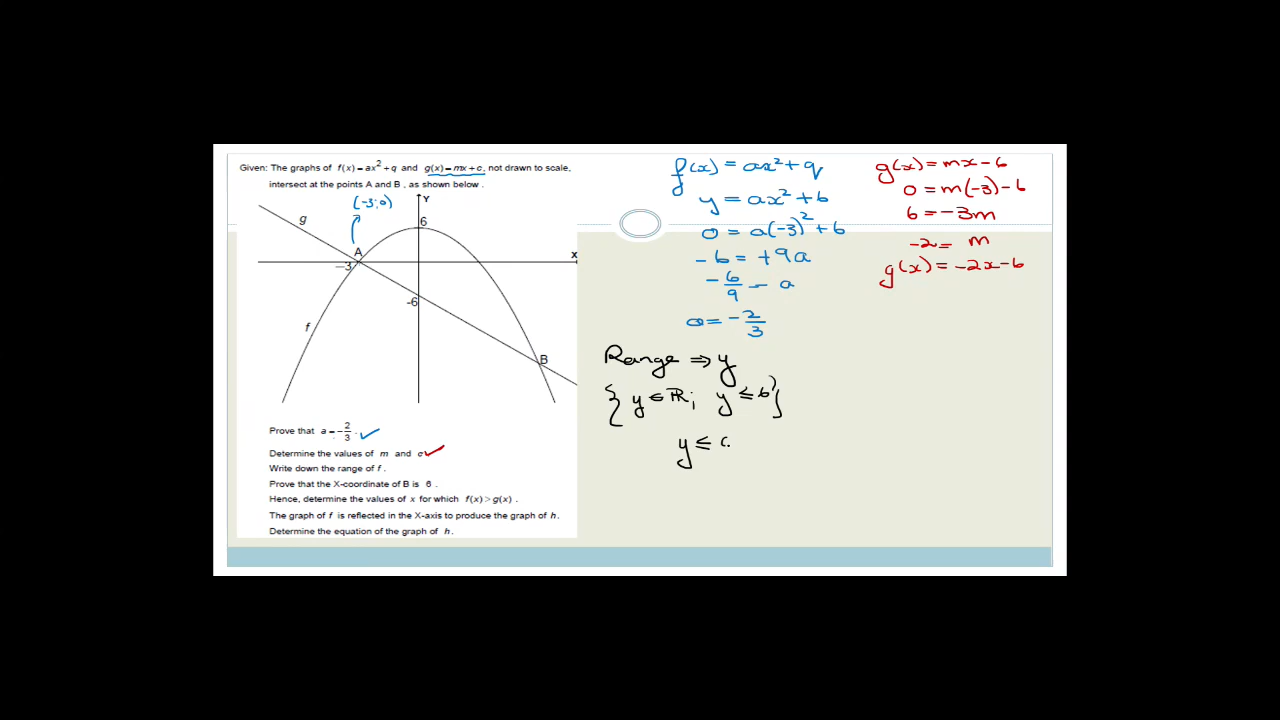 Given: The graphs of f(x) = ax² + q and g(x) = mx + c, not drawn to scale,
intersect at the points A and B, as shown below.
(-3;0)
Y
g
6
A
X
-3
-6
f
B
Prove that a = -2/3.
Determine the values of m and c
Write down the range of f.
Prove that the X-coordinate of B is 6.
Hence, determine the values of x for which f(x) > g(x).
The graph of f is reflected in the X-axis to produce the graph of h.
Determine the equation of the graph of h.
f(x) = ax² + q
y = ax² + 6
0 = a(-3)² + 6
-6 = +9a
-6/9 = a
a = -2/3
g(x) = mx - 6
0 = m(-3) - 6
6 = -3m
-2 = m
g(x) = -2x - 6
Range ⇒ y
{y ∈ ℝ; y ≤ 6}
y ≤